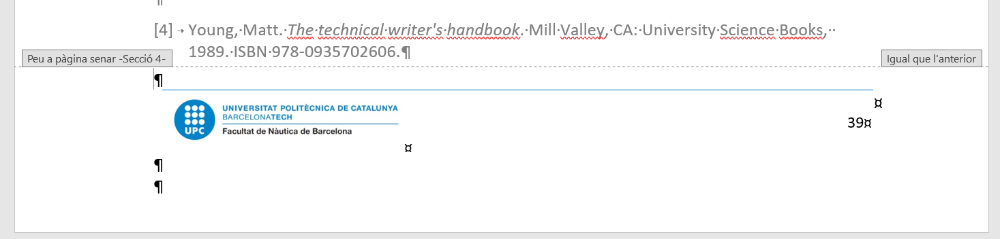 [4] Young, Matt. The technical writer's handbook. Mill Valley, CA: University Science Books,
1989. ISBN 978-0935702606.¶
Peu a pàgina senar -Secció 4-
Igual que l'anterior
¶
UNIVERSITAT POLITÈCNICA DE CATALUNYA
BARCELONATECH
UPC
Facultat de Nàutica de Barcelona
¤
39¤
¤
¶
¶